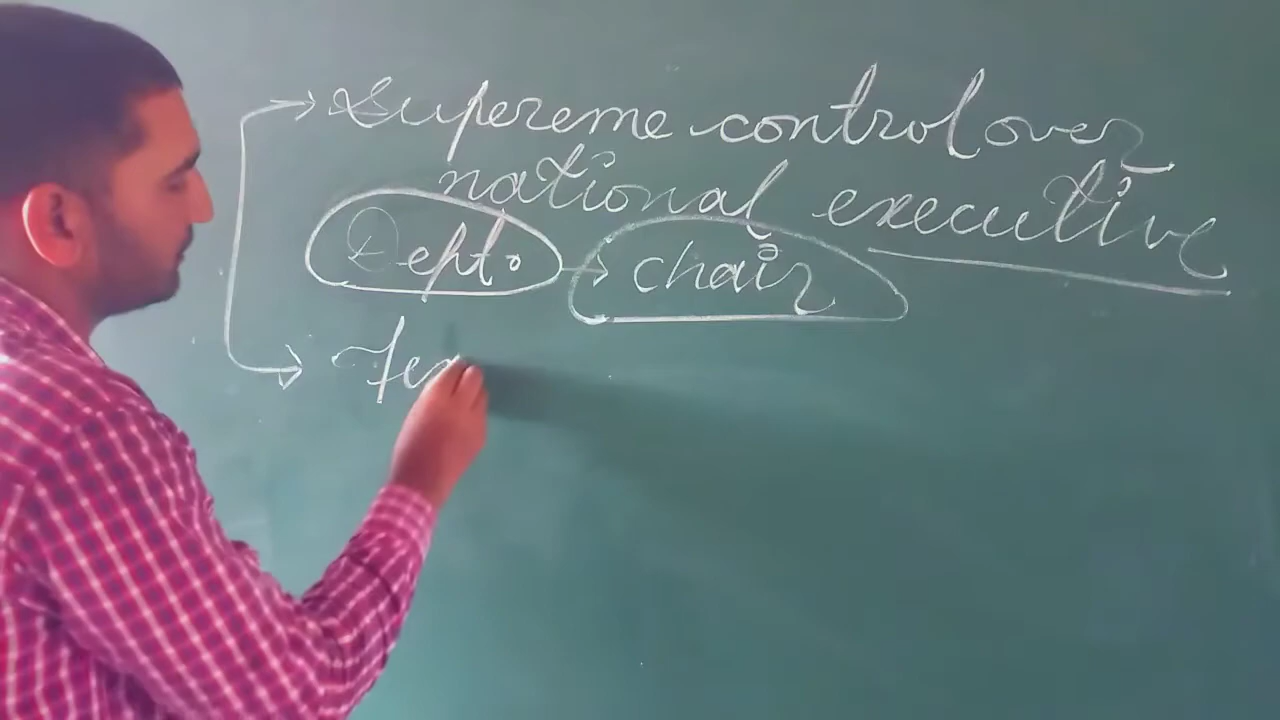 Supereme control over
national executive
Dept. → chair